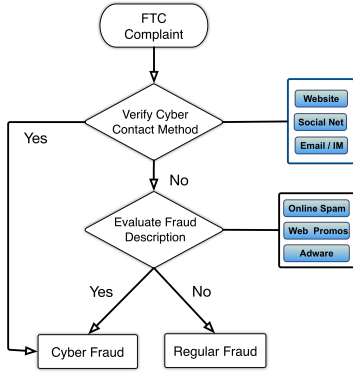 FTC
Complaint
Verify Cyber
Contact Method
Website
Social Net
Email / IM
Yes
No
Evaluate Fraud
Description
Online Spam
Web Promos
Adware
Yes
No
Cyber Fraud
Regular Fraud